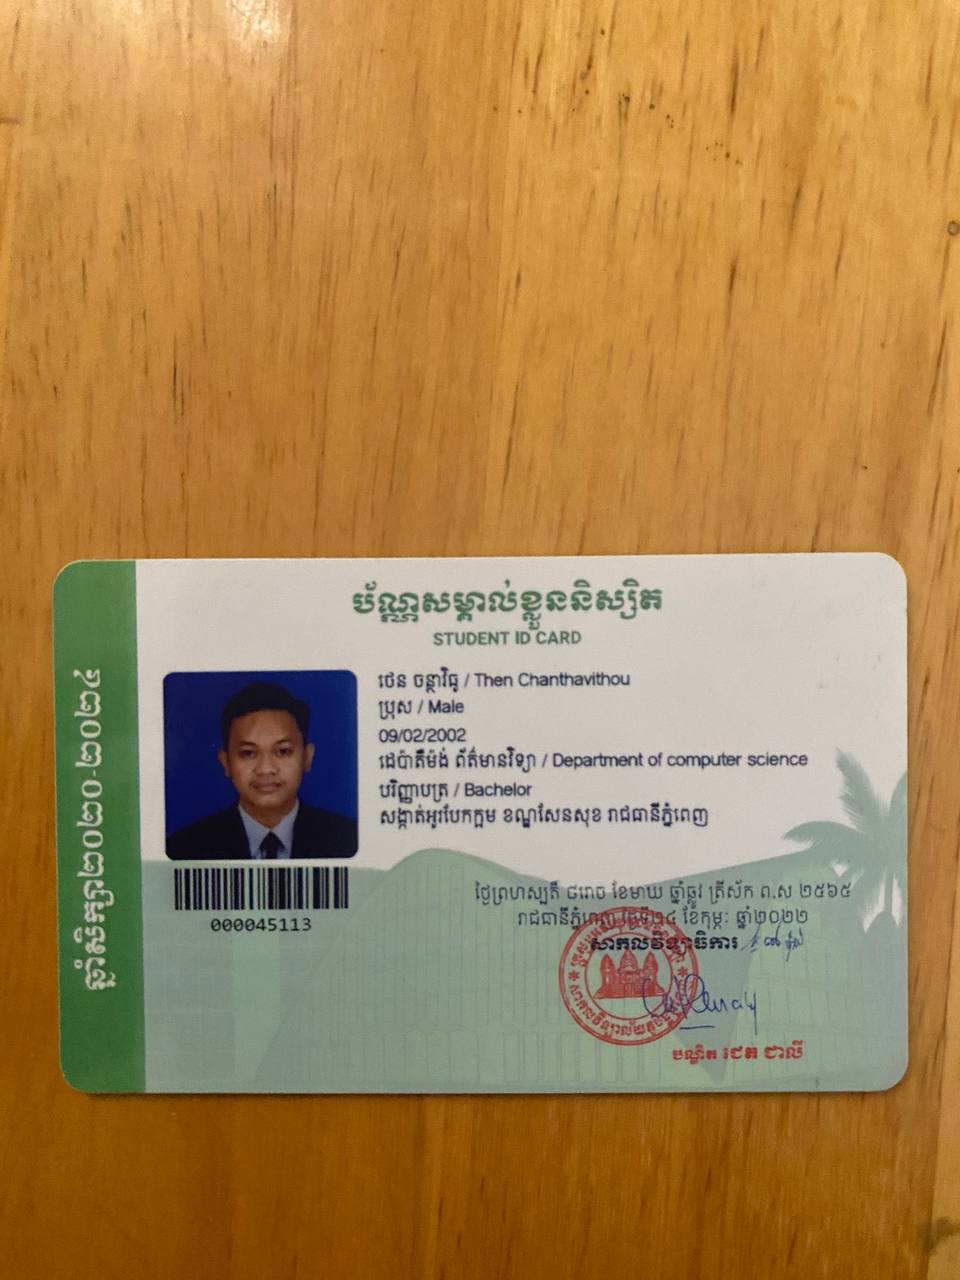 ប័ណ្ណសម្គាល់ខ្លួននិស្សិត
STUDENT ID CARD
ថេន ចន្ថាវិធូ / Then Chanthavithou
ប្រុស / Male
09/02/2002
ដេប៉ាតឺម៉ង់ ព័ត៌មានវិទ្យា / Department of computer science
បរិញ្ញាបត្រ / Bachelor
សង្កាត់អូរបែកក្អម ខណ្ឌសែនសុខ រាជធានីភ្នំពេញ
ឆ្នាំសិក្សា២០២០-២០២៤
000045113
ថ្ងៃព្រហស្បតិ៍ ៨រោច ខែមាឃ ឆ្នាំឆ្លូវ ត្រីស័ក ព.ស ២៥៦៥
រាជធានីភ្នំពេញ ថ្ងៃទី២៤ ខែកុម្ភៈ ឆ្នាំ២០២២
សាកលវិទ្យាធិការ
បណ្ឌិត ជេត ជាលី